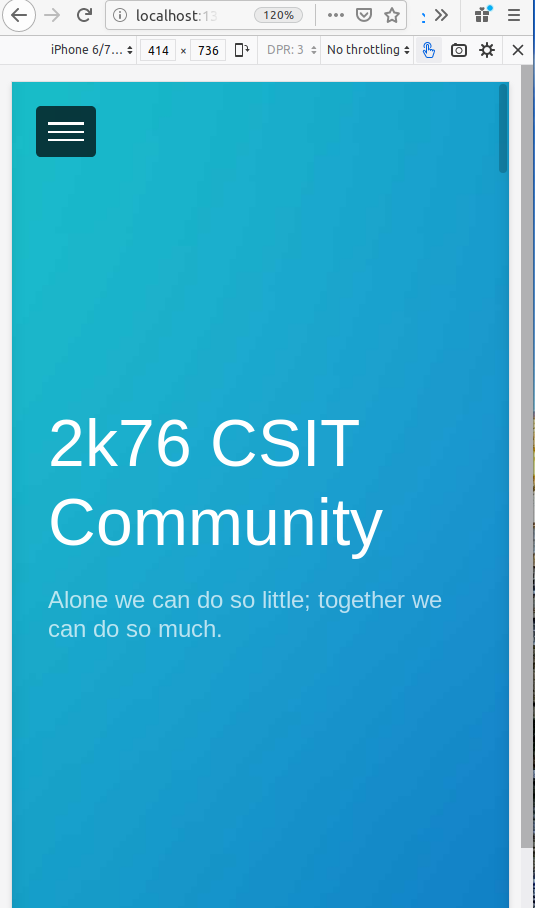 localhost:13
120%
iPhone 6/7...
414 × 736
DPR: 3
No throttling
2k76 CSIT
Community
Alone we can do so little; together we
can do so much.